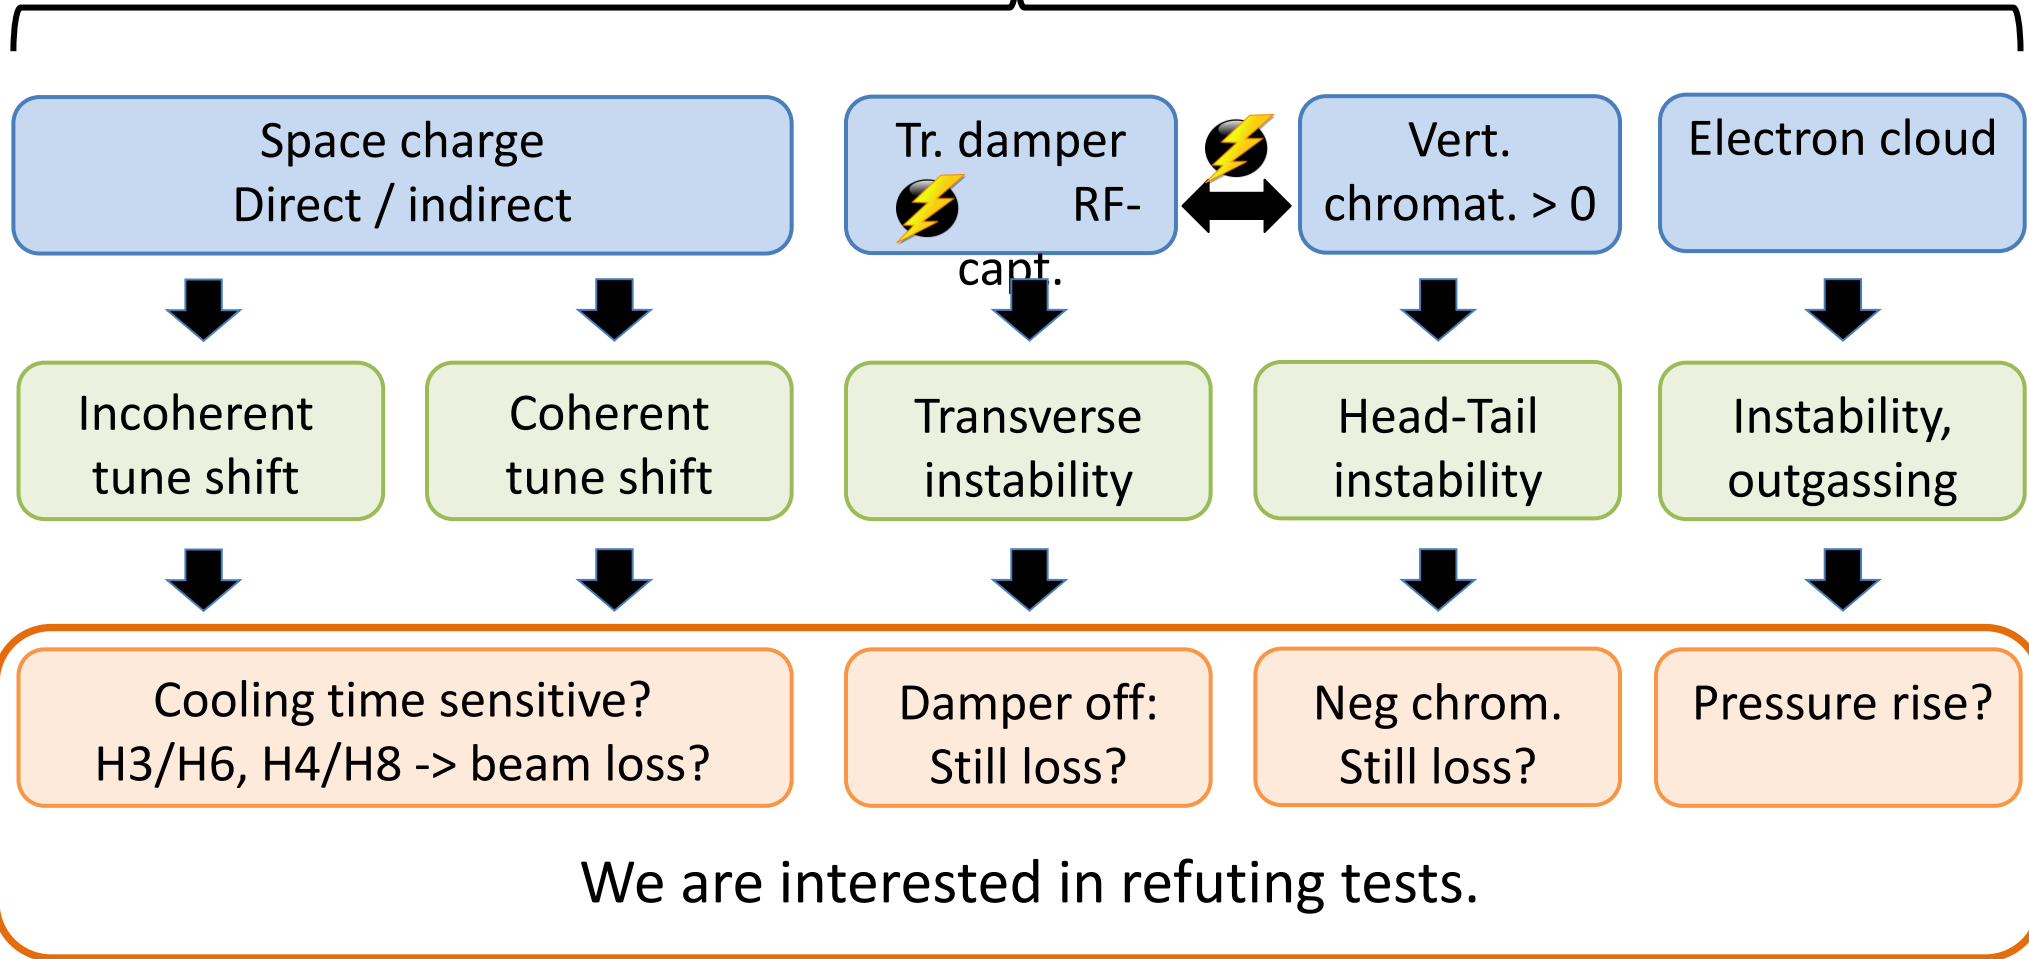 Space charge
Direct / indirect
Tr. damper
RF-
capt.
Vert.
chromat. > 0
Electron cloud
Incoherent
tune shift
Coherent
tune shift
Transverse
instability
Head-Tail
instability
Instability,
outgassing
Cooling time sensitive?
H3/H6, H4/H8 -> beam loss?
Damper off:
Still loss?
Neg chrom.
Still loss?
Pressure rise?
We are interested in refuting tests.